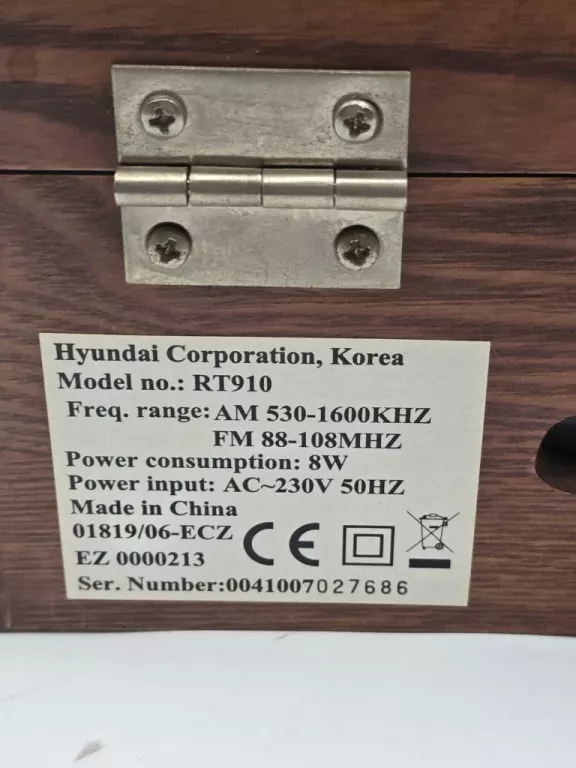 Hyundai Corporation, Korea
Model no.: RT910
Freq. range: AM 530-1600KHZ
FM 88-108MHZ
Power consumption: 8W
Power input: AC~230V 50HZ
Made in China
01819/06-ECZ
EZ 0000213
CE
Ser. Number:0041007027686